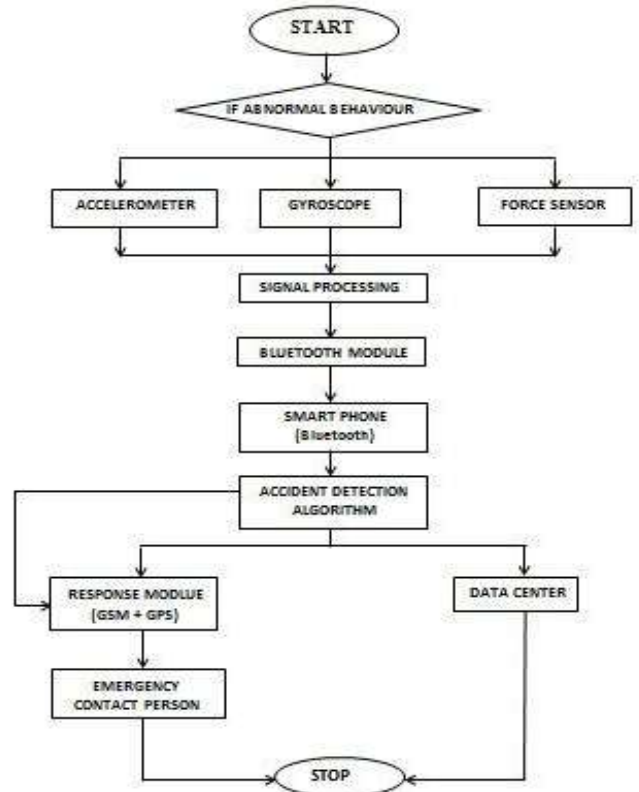 START
IF ABNORMAL BEHAVIOUR
ACCELEROMETER
GYROSCOPE
FORCE SENSOR
SIGNAL PROCESSING
BLUETOOTH MODULE
SMART PHONE
(Bluetooth)
ACCIDENT DETECTION
ALGORITHM
RESPONSE MODLUE
(GSM + GPS)
DATA CENTER
EMERGENCY
CONTACT PERSON
STOP